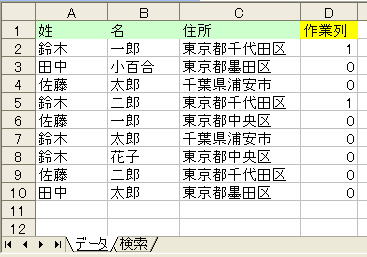 A B C D
1 姓 名 住所 作業列
2 鈴木 一郎 東京都千代田区 1
3 田中 小百合 東京都墨田区 0
4 佐藤 太郎 千葉県浦安市 0
5 鈴木 二郎 東京都千代田区 1
6 佐藤 一郎 東京都中央区 0
7 鈴木 太郎 千葉県浦安市 0
8 鈴木 花子 東京都中央区 0
9 佐藤 二郎 東京都千代田区 0
10 田中 太郎 東京都墨田区 0
11
12
データ 検索